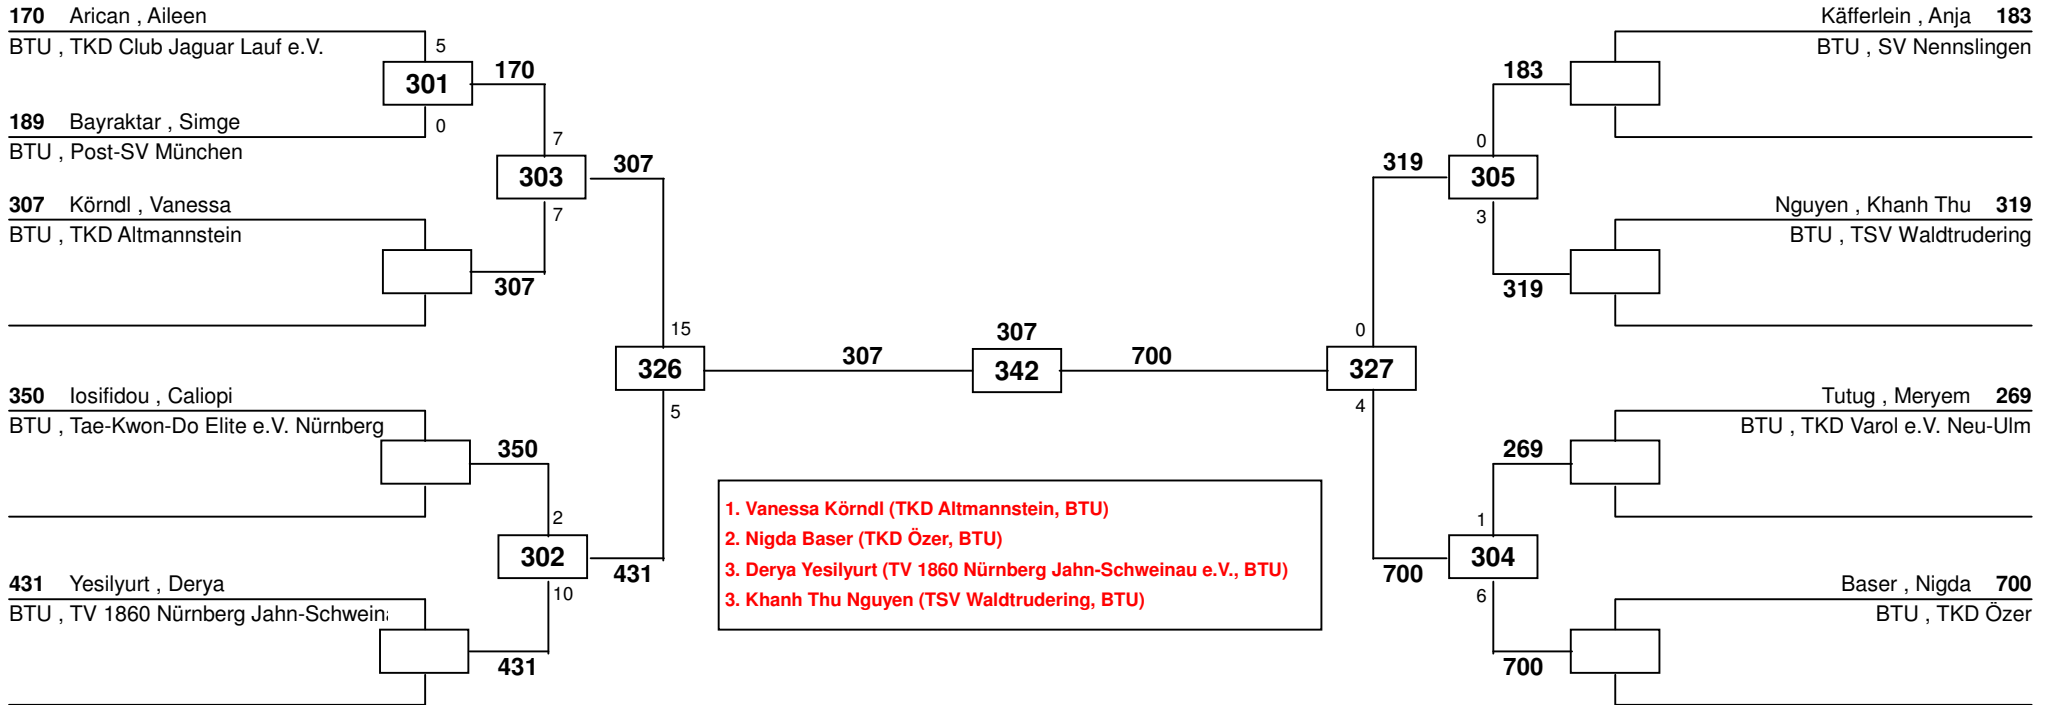 170 Arican , Aileen
BTU , TKD Club Jaguar Lauf e.V.
5
301
170
0
189 Bayraktar , Simge
BTU , Post-SV München
7
303
307
7
307 Körndl , Vanessa
BTU , TKD Altmannstein
307
15
326
307
5
350 Iosifidou , Caliopi
BTU , Tae-Kwon-Do Elite e.V. Nürnberg
350
2
302
431
10
431 Yesilyurt , Derya
BTU , TV 1860 Nürnberg Jahn-Schwein
431
307
342
700
1. Vanessa Körndl (TKD Altmannstein, BTU)
2. Nigda Baser (TKD Özer, BTU)
3. Derya Yesilyurt (TV 1860 Nürnberg Jahn-Schweinau e.V., BTU)
3. Khanh Thu Nguyen (TSV Waldtrudering, BTU)
Käfferlein , Anja 183
BTU , SV Nennslingen
183
0
319
305
3
Nguyen , Khanh Thu 319
BTU , TSV Waldtrudering
319
0
327
4
Tutug , Meryem 269
BTU , TKD Varol e.V. Neu-Ulm
269
1
304
700
6
Baser , Nigda 700
BTU , TKD Özer
700